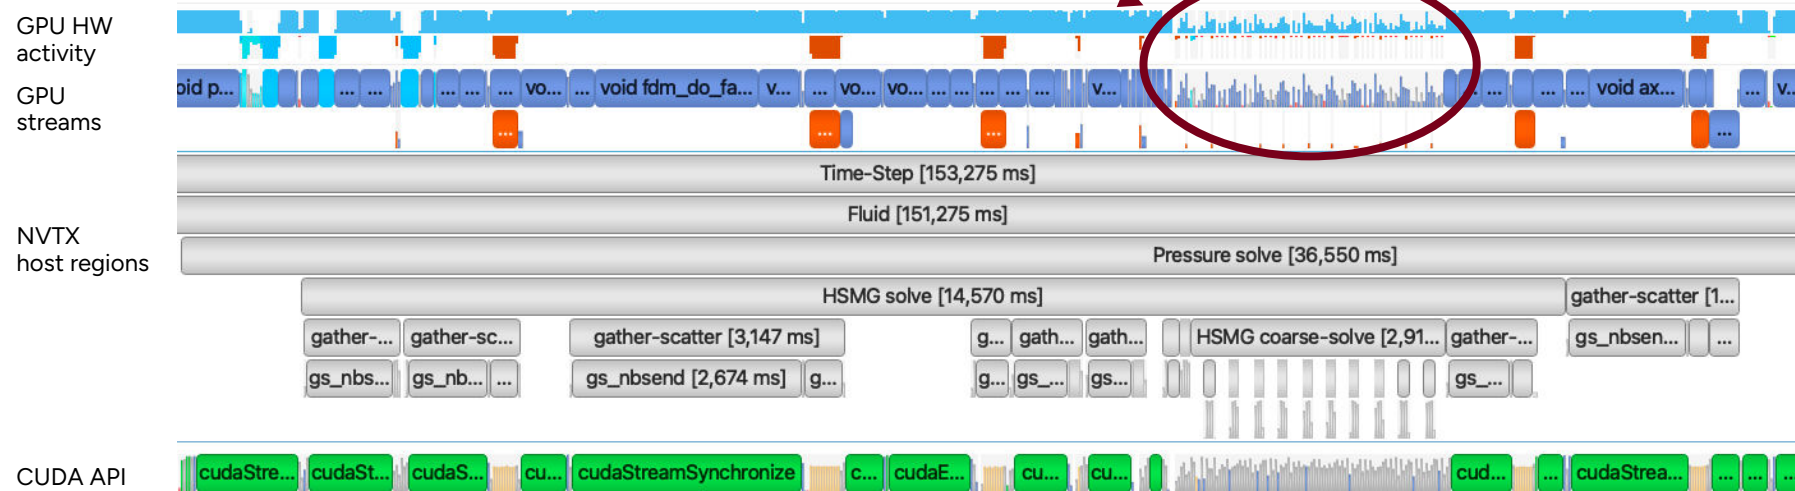 GPU HW
activity
GPU
streams
oid p...
... ... ... ... ... vo... ... void fdm_do_fa... v... ... vo... vo... ... ... ... ... ... v... ... ... ... void ax... ... v...
... ... ... ...
Time-Step [153,275 ms]
Fluid [151,275 ms]
NVTX
host regions
Pressure solve [36,550 ms]
HSMG solve [14,570 ms] gather-scatter [1...
gather-... gather-sc... gather-scatter [3,147 ms] g... gath... gath... HSMG coarse-solve [2,91... gather-... gs_nbsen... ...
gs_nbs... gs_nb... ... gs_nbsend [2,674 ms] g... g... gs_... gs... gs_...
CUDA API
cudaStre... cudaSt... cudaS... cu... cudaStreamSynchronize c... cudaE... cu... cu... cud... ... cudaStrea... ... ... ...